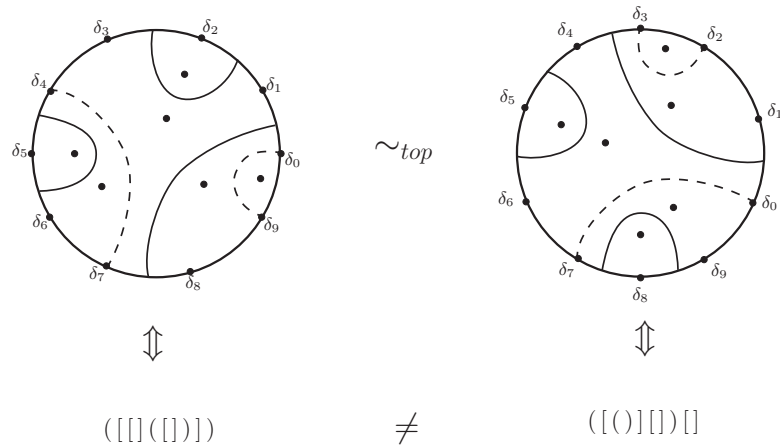 δ3
δ2
δ4
δ1
δ5
δ0
δ6
δ9
δ7
δ8
∼top
δ3
δ4
δ2
δ5
δ1
δ6
δ0
δ7
δ9
δ8
⇕
⇕
([[]([])])
≠
([()][])[]